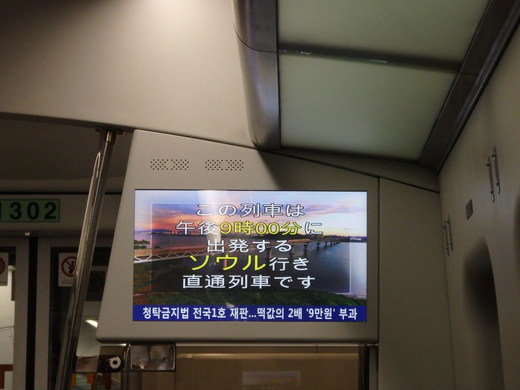 この列車は
午後9時00分に
出発する
ソウル行き
直通列車です
청탁금지법 전국1호 재판...떡값의 2배 '9만원' 부과
1302